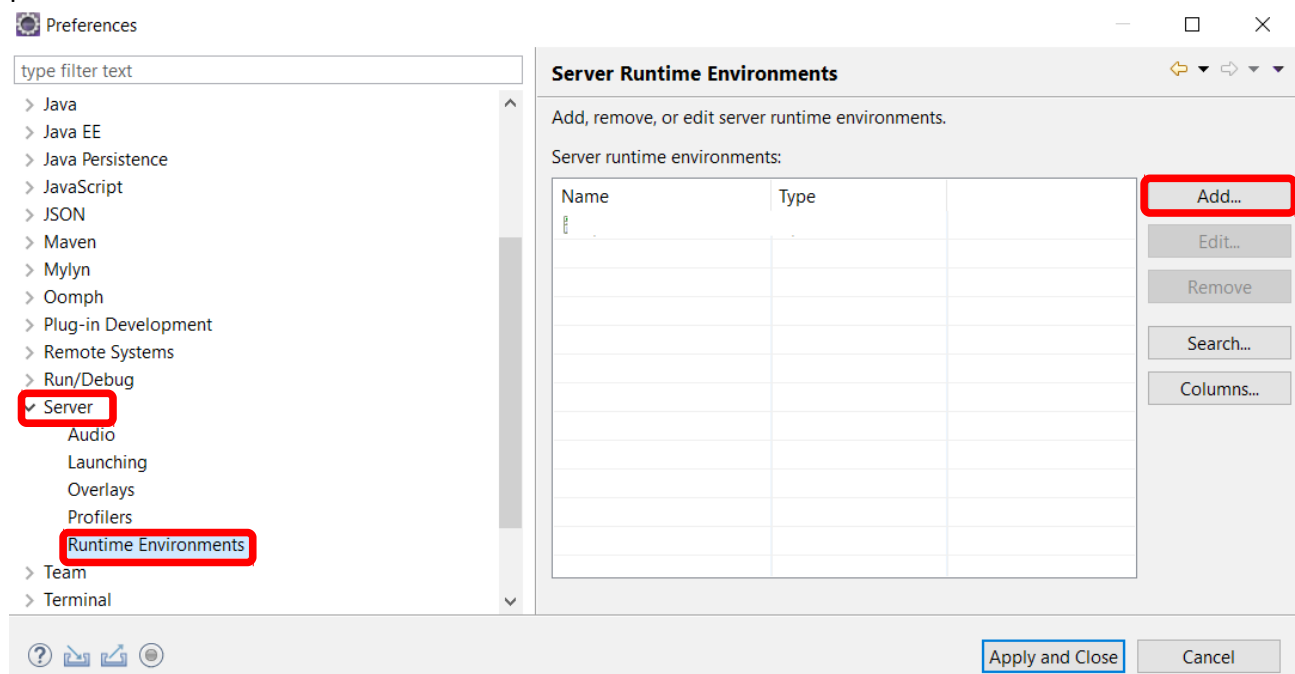 Preferences
type filter text
Java
Java EE
Java Persistence
JavaScript
JSON
Maven
Mylyn
Oomph
Plug-in Development
Remote Systems
Run/Debug
Server
Audio
Launching
Overlays
Profilers
Runtime Environments
Team
Terminal
Server Runtime Environments
Add, remove, or edit server runtime environments.
Server runtime environments:
Name Type
Add...
Edit...
Remove
Search...
Columns...
Apply and Close Cancel